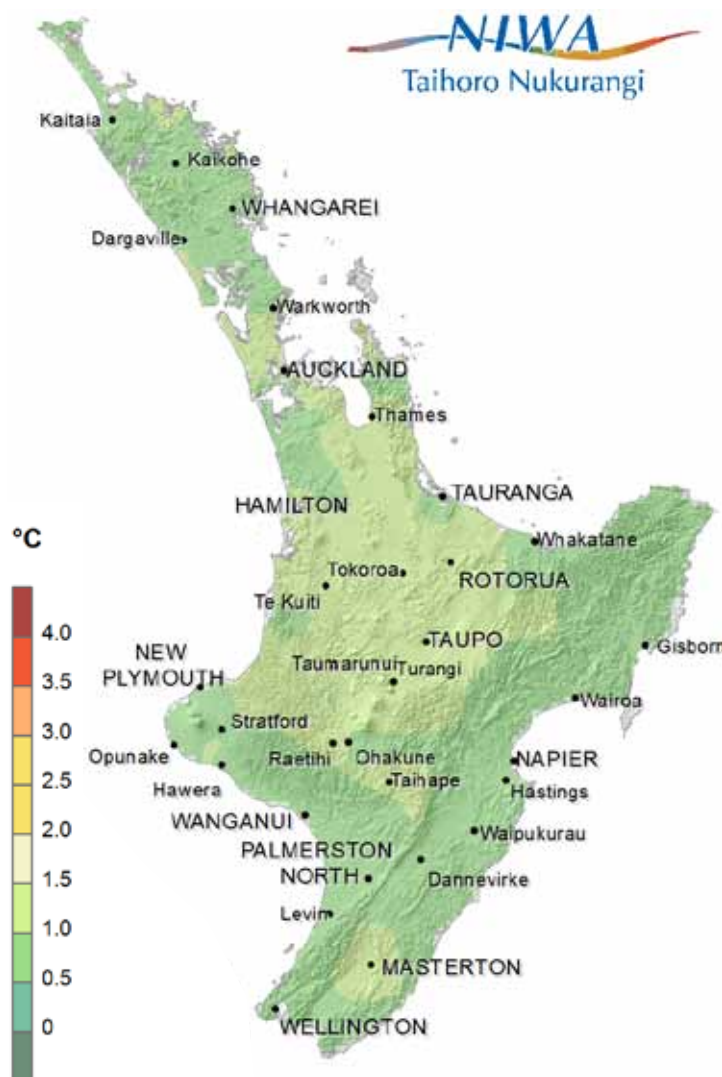 NIWA
Taihoro Nukurangi
Kaitaia
Kaikohe
WHANGAREI
Dargaville
Warkworth
AUCKLAND
Thames
HAMILTON
TAURANGA
Whakatane
°C
Tokoroa
ROTORUA
Te Kuiti
4.0
NEW
PLYMOUTH
TAUPO
Gisborn
Taumarunui
Turangi
3.5
Wairoa
3.0
Stratford
Opunake
Raetihi
Ohakune
NAPIER
2.5
Hawera
Taihape
Hastings
2.0
WANGANUI
Waipukurau
1.5
PALMERSTON
NORTH
Dannevirke
1.0
Levin
0.5
MASTERTON
0
WELLINGTON